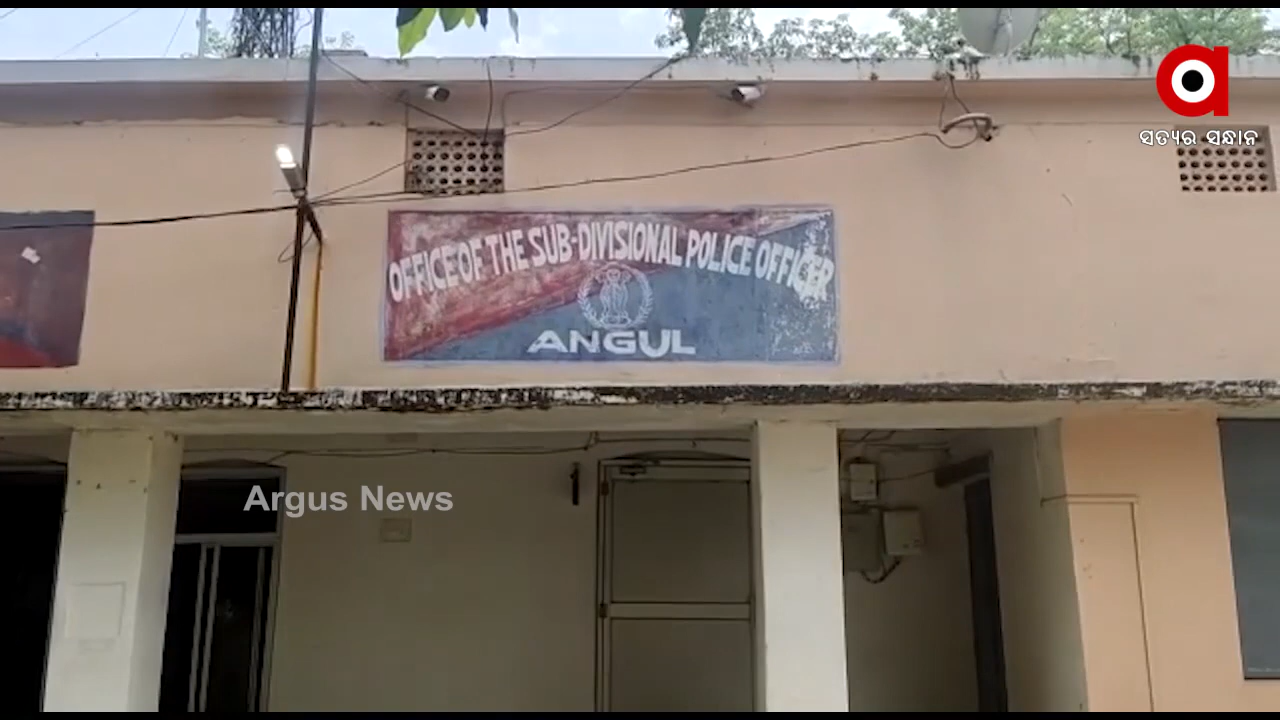 a
ସତ୍ୟର ସନ୍ଧାନ
OFFICE OF THE SUB-DIVISIONAL POLICE OFFICER
ANGUL
Argus News